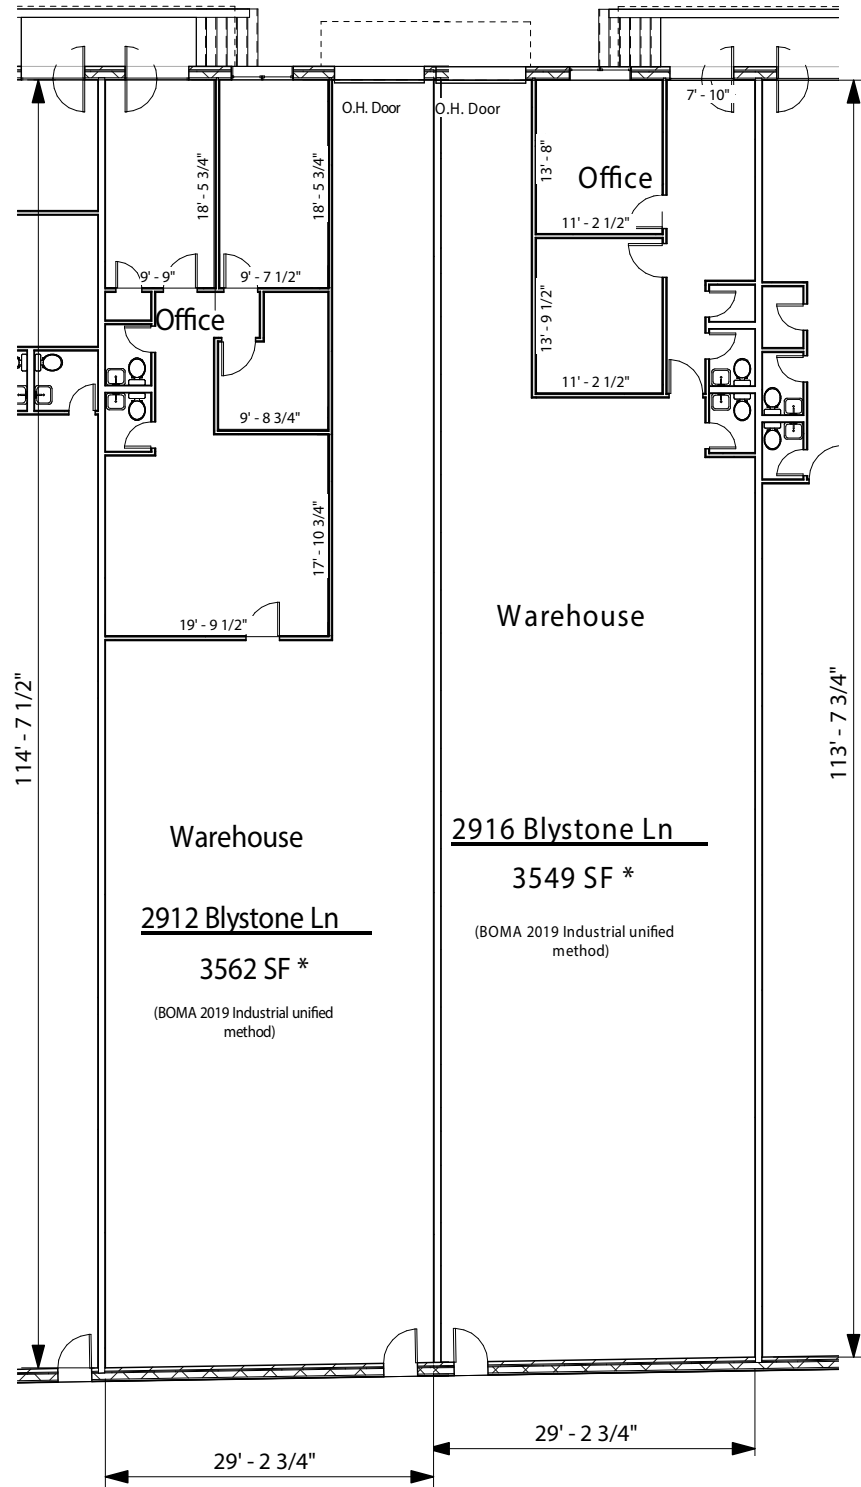 7' - 10"
O.H. Door
O.H. Door
18' - 5 3/4"
18' - 5 3/4"
13' - 8"
Office
11' - 2 1/2"
9' - 9"
9' - 7 1/2"
Office
13' - 9 1/2"
11' - 2 1/2"
9' - 8 3/4"
17' - 10 3/4"
19' - 9 1/2"
Warehouse
114' - 7 1/2"
113' - 7 3/4"
Warehouse
2916 Blystone Ln
3549 SF *
(BOMA 2019 Industrial unified
method)
2912 Blystone Ln
3562 SF *
(BOMA 2019 Industrial unified
method)
29' - 2 3/4"
29' - 2 3/4"